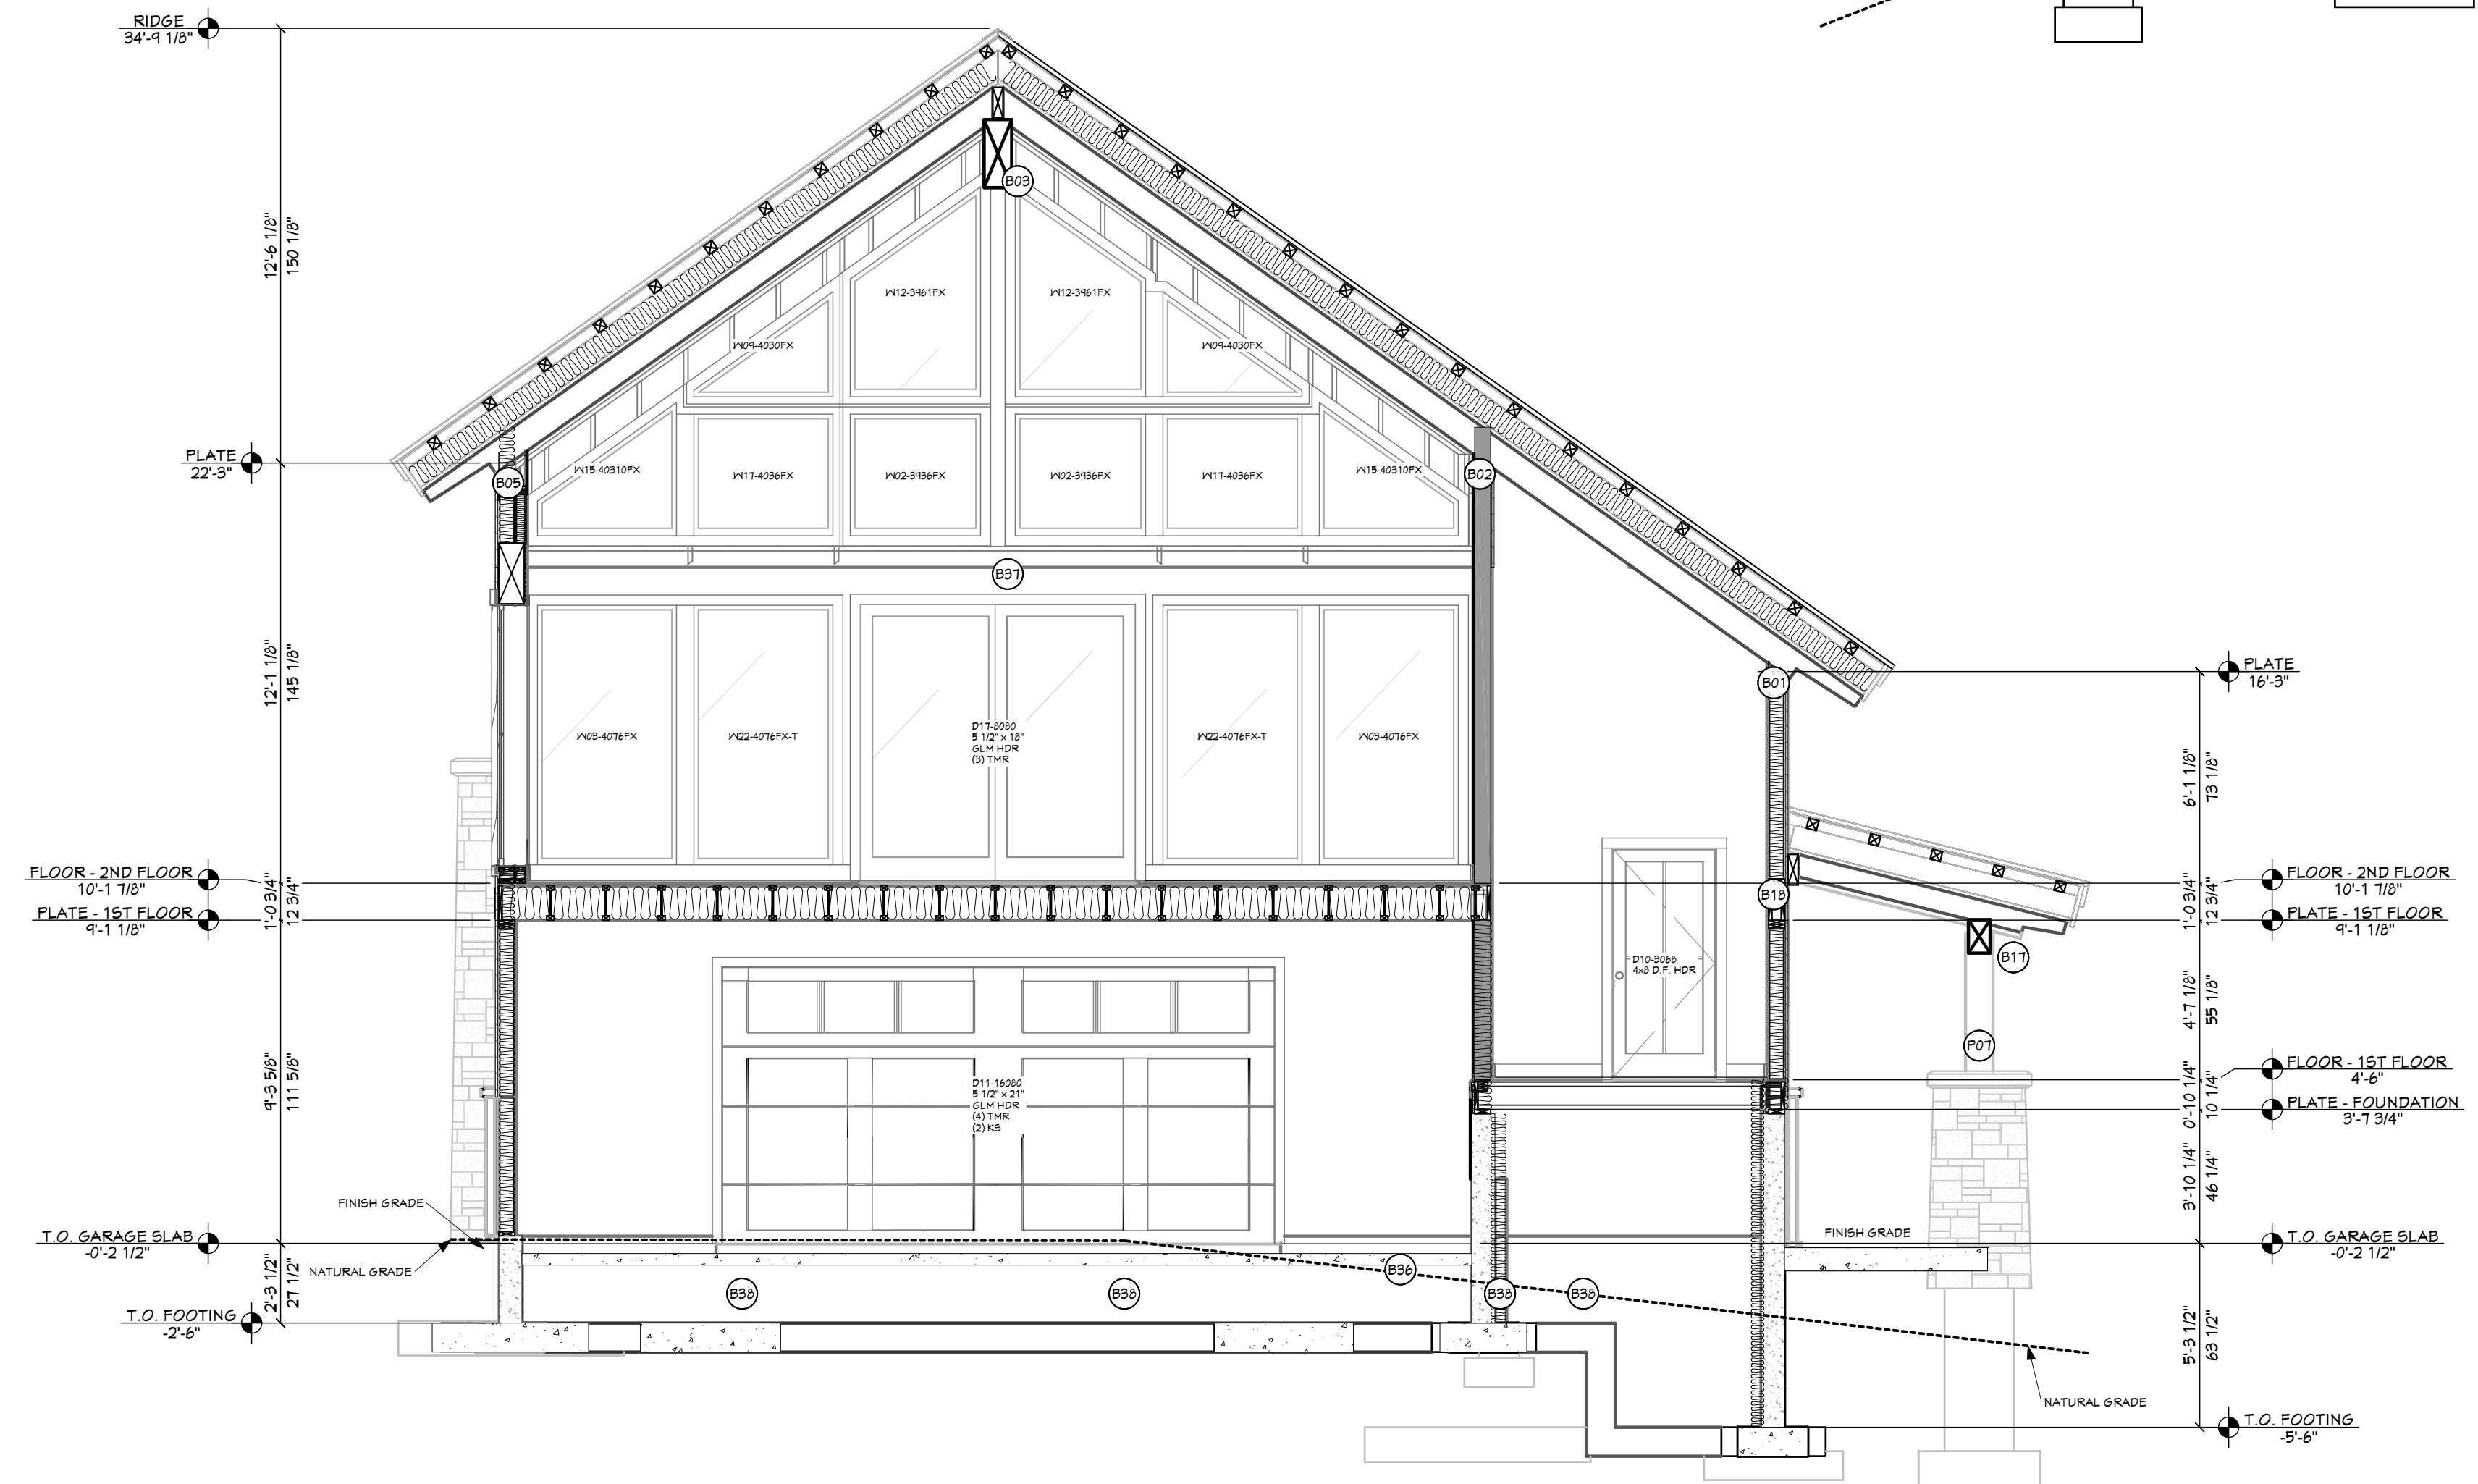 RIDGE
34'-9 1/8"
12'-6 1/8"
150 1/8"
B03
W12-3961FX
W12-3961FX
W09-4030FX
W09-4030FX
PLATE
22'-3"
B05
W15-40310FX
W17-4036FX
W02-3936FX
W02-3936FX
W17-4036FX
W15-40310FX
B02
B37
12'-1 1/8"
145 1/8"
B01
PLATE
16'-3"
W03-4076FX
W22-4076FX-T
D17-8080
5 1/2" x 18"
GLM HDR
(3) TMR
W22-4076FX-T
W03-4076FX
6'-1 1/8"
73 1/8"
FLOOR - 2ND FLOOR
10'-1 7/8"
1'-0 3/4"
12 3/4"
PLATE - 1ST FLOOR
9'-1 1/8"
B18
1'-0 3/4"
12 3/4"
FLOOR - 2ND FLOOR
10'-1 7/8"
PLATE - 1ST FLOOR
9'-1 1/8"
D10-3068
4x8 D.F. HDR
B17
4'-7 1/8"
55 1/8"
P07
9'-3 5/8"
111 5/8"
D11-16080
5 1/2" x 21"
GLM HDR
(4) TMR
(2) KS
0'-10 1/4"
10 1/4"
FLOOR - 1ST FLOOR
4'-6"
PLATE - FOUNDATION
3'-7 3/4"
3'-10 1/4"
46 1/4"
FINISH GRADE
FINISH GRADE
T.O. GARAGE SLAB
-0'-2 1/2"
T.O. GARAGE SLAB
-0'-2 1/2"
NATURAL GRADE
2'-3 1/2"
27 1/2"
B38
B38
B36
B38
B38
T.O. FOOTING
-2'-6"
5'-3 1/2"
63 1/2"
NATURAL GRADE
T.O. FOOTING
-5'-6"